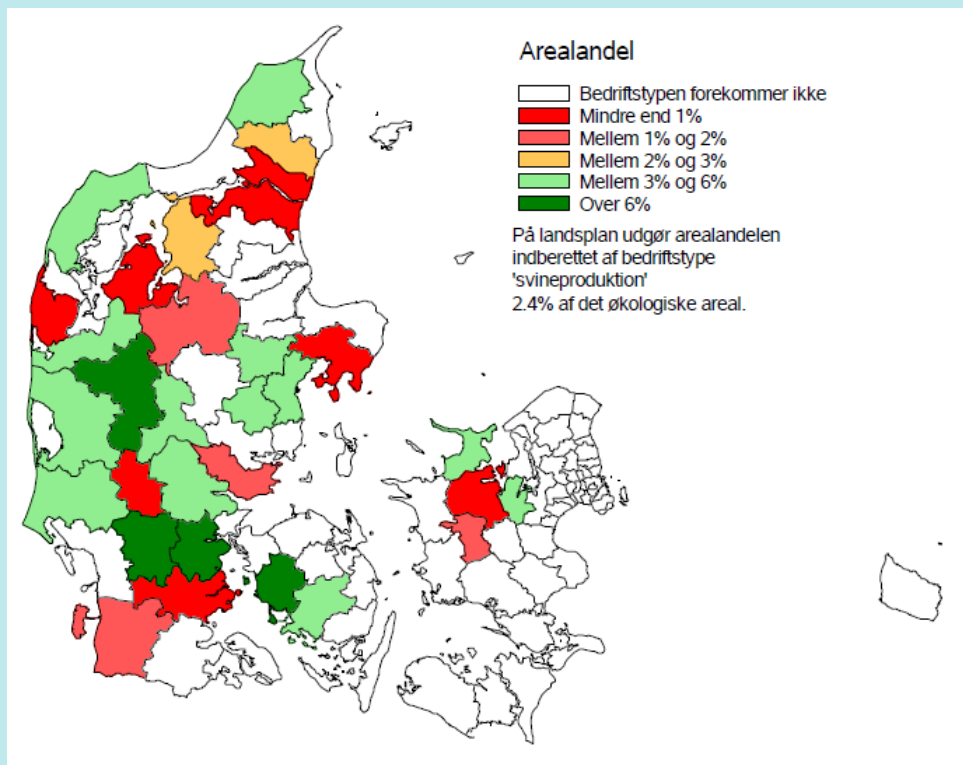 Arealandel
Bedriftstypen forekommer ikke
Mindre end 1%
Mellem 1% og 2%
Mellem 2% og 3%
Mellem 3% og 6%
Over 6%
På landsplan udgør arealandelen
indberettet af bedriftstype
'svineproduktion'
2.4% af det økologiske areal.